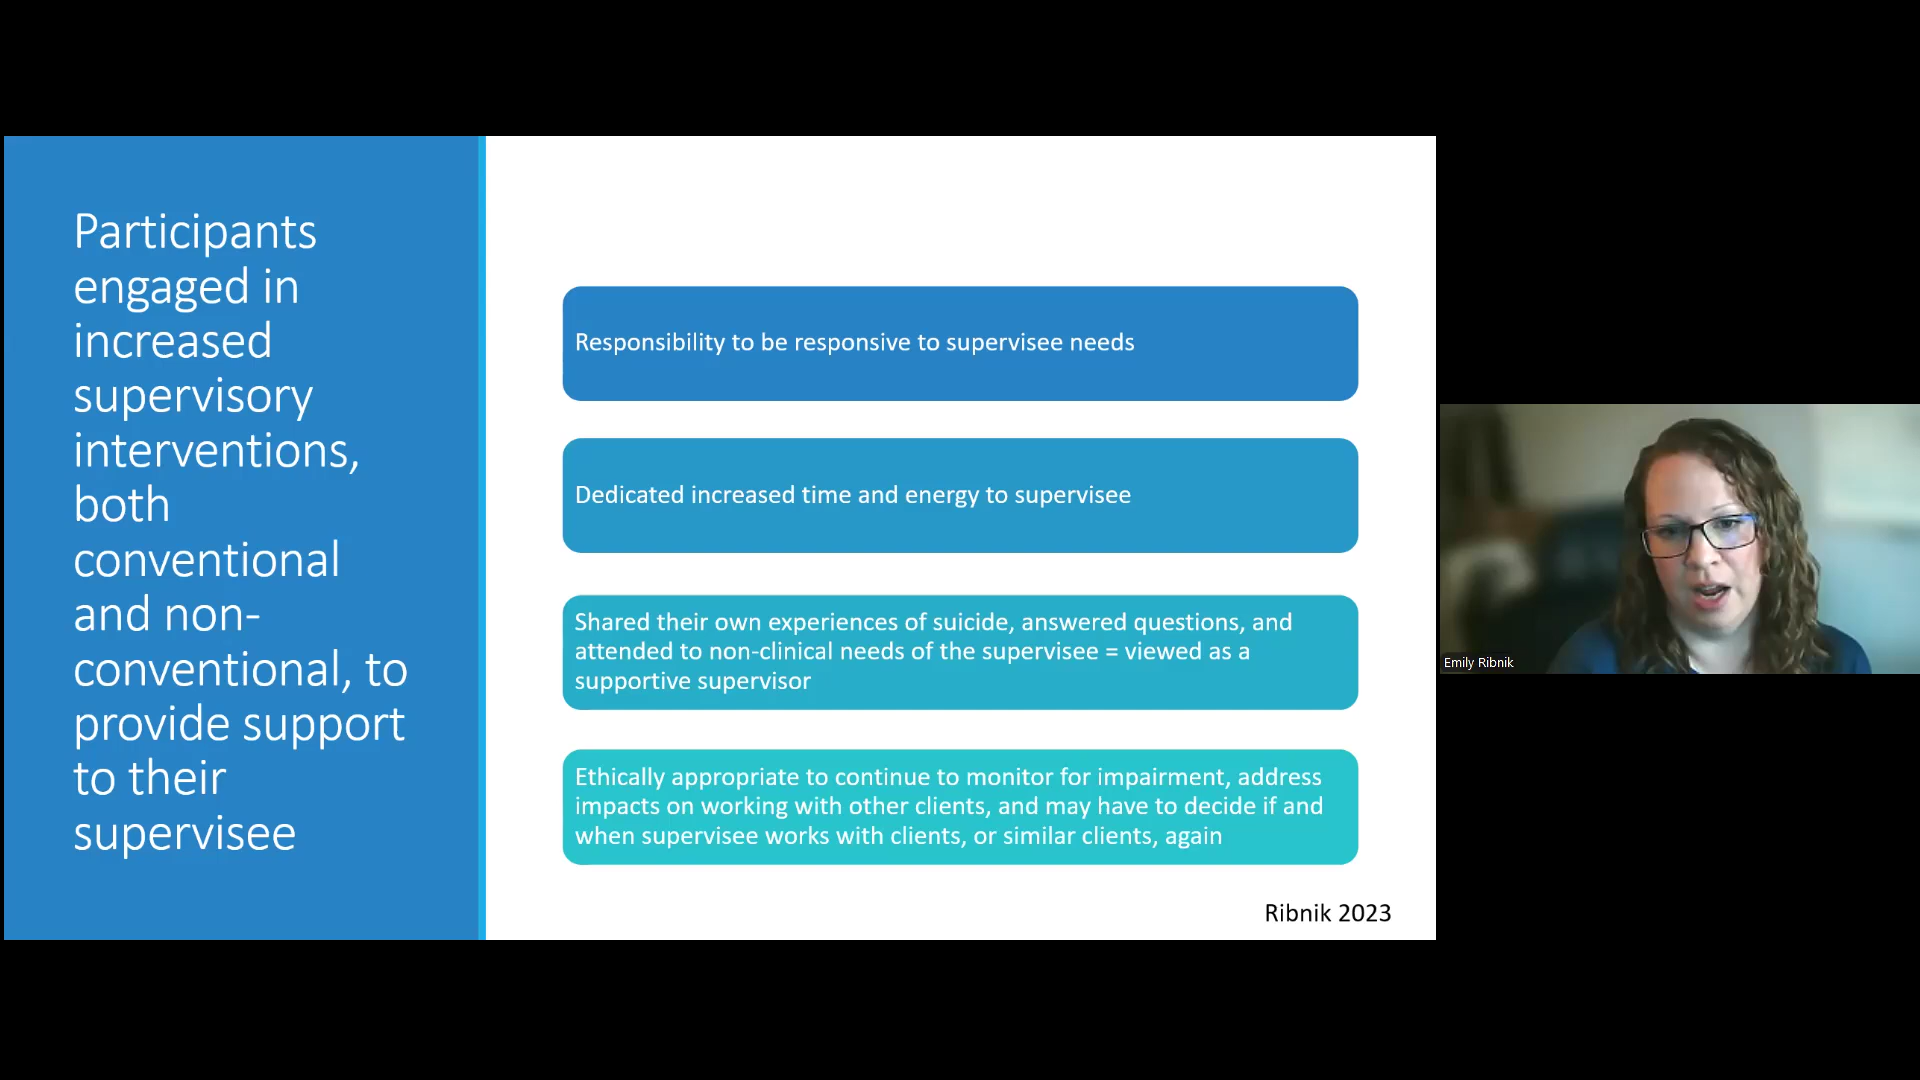 Participants
engaged in
increased
supervisory
interventions,
both
conventional
and non-
conventional, to
provide support
to their
supervisee
Responsibility to be responsive to supervisee needs
Dedicated increased time and energy to supervisee
Shared their own experiences of suicide, answered questions, and
attended to non-clinical needs of the supervisee = viewed as a
supportive supervisor
Ethically appropriate to continue to monitor for impairment, address
impacts on working with other clients, and may have to decide if and
when supervisee works with clients, or similar clients, again
Ribnik 2023
Emily Ribnik